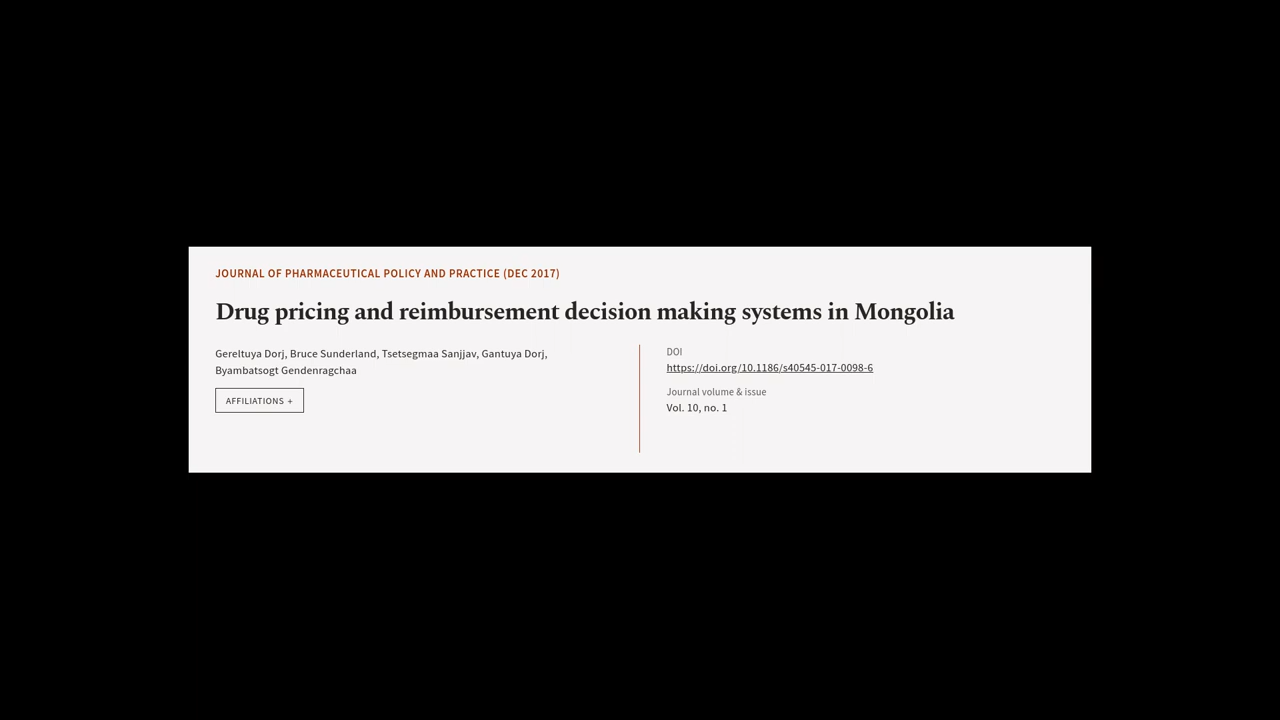 JOURNAL OF PHARMACEUTICAL POLICY AND PRACTICE (DEC 2017)
Drug pricing and reimbursement decision making systems in Mongolia
Gereltuya Dorj, Bruce Sunderland, Tsetsegmaa Sanjjav, Gantuya Dorj,
Byambatsogt Gendenragchaa
AFFILIATIONS +
DOI
https://doi.org/10.1186/s40545-017-0098-6
Journal volume & issue
Vol. 10, no. 1